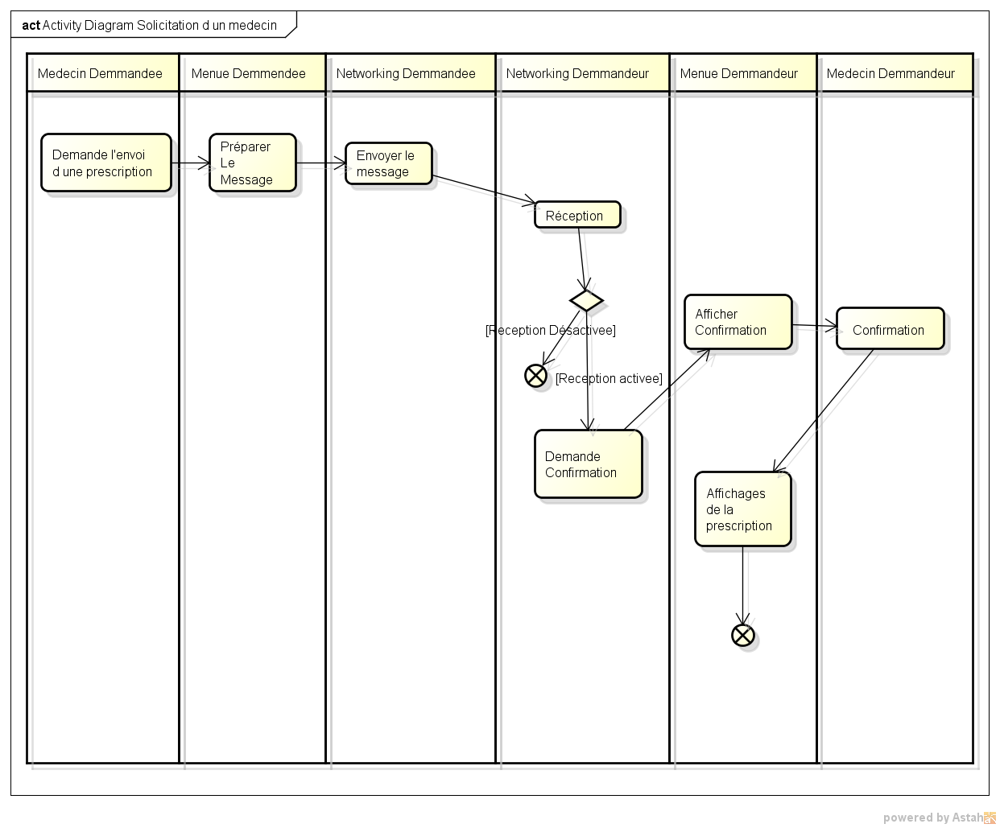 act Activity Diagram Solicitation d un medecin
Medecin Demmandee
Menue Demmendee
Networking Demmandee
Networking Demmandeur
Menue Demmandeur
Medecin Demmandeur
Demande l'envoi
d une prescription
Préparer
Le
Message
Envoyer le
message
Réception
[Reception Désactivee]
[Reception activee]
Demande
Confirmation
Afficher
Confirmation
Confirmation
Affichages
de la
prescription
powered by Astah